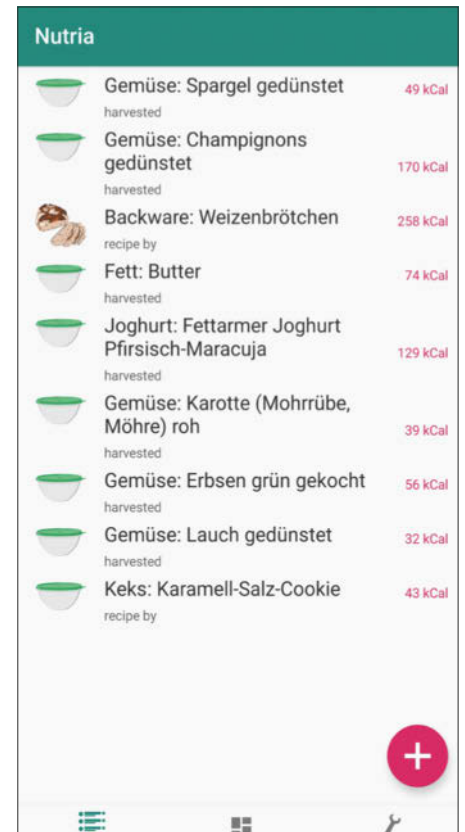 Nutria
Gemüse: Spargel gedünstet
49 kCal
harvested
Gemüse: Champignons
gedünstet
170 kCal
harvested
Backware: Weizenbrötchen
258 kCal
recipe by
Fett: Butter
74 kCal
harvested
Joghurt: Fettarmer Joghurt
Pfirsisch-Maracuja
129 kCal
harvested
Gemüse: Karotte (Mohrrübe,
Möhre) roh
39 kCal
harvested
Gemüse: Erbsen grün gekocht
56 kCal
harvested
Gemüse: Lauch gedünstet
32 kCal
harvested
Keks: Karamell-Salz-Cookie
43 kCal
recipe by